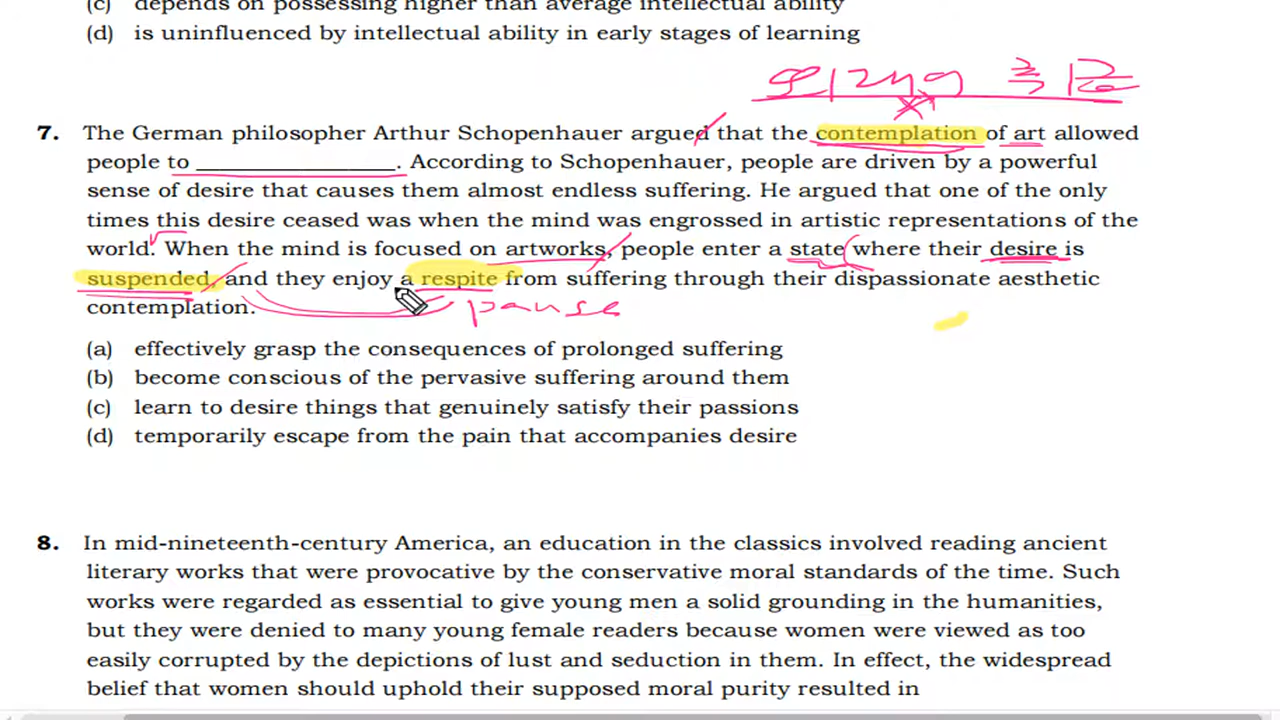 (c) depends on possessing higher than average intellectual ability
(d) is uninfluenced by intellectual ability in early stages of learning
7. The German philosopher Arthur Schopenhauer argued that the contemplation of art allowed
people to _______________. According to Schopenhauer, people are driven by a powerful
sense of desire that causes them almost endless suffering. He argued that one of the only
times this desire ceased was when the mind was engrossed in artistic representations of the
world. When the mind is focused on artworks, people enter a state where their desire is
suspended, and they enjoy a respite from suffering through their dispassionate aesthetic
contemplation.
pause
(a) effectively grasp the consequences of prolonged suffering
(b) become conscious of the pervasive suffering around them
(c) learn to desire things that genuinely satisfy their passions
(d) temporarily escape from the pain that accompanies desire
8. In mid-nineteenth-century America, an education in the classics involved reading ancient
literary works that were provocative by the conservative moral standards of the time. Such
works were regarded as essential to give young men a solid grounding in the humanities,
but they were denied to many young female readers because women were viewed as too
easily corrupted by the depictions of lust and seduction in them. In effect, the widespread
belief that women should uphold their supposed moral purity resulted in